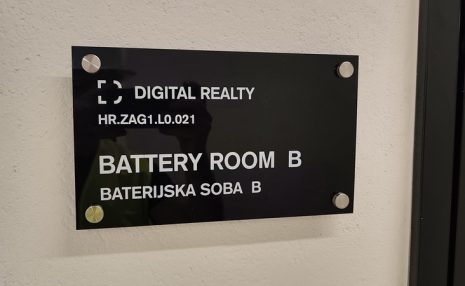 DIGITAL REALTY
HR.ZAG1.L0.021
BATTERY ROOM B
BATERIJSKA SOBA B